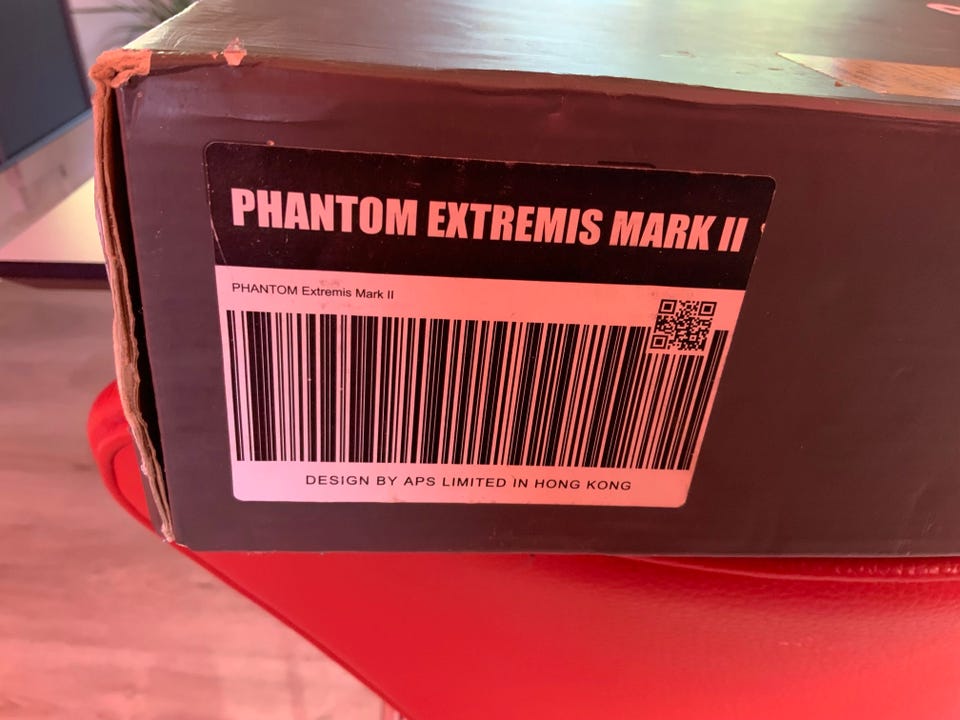 PHANTOM EXTREMIS MARK II
PHANTOM Extremis Mark II
DESIGN BY APS LIMITED IN HONG KONG